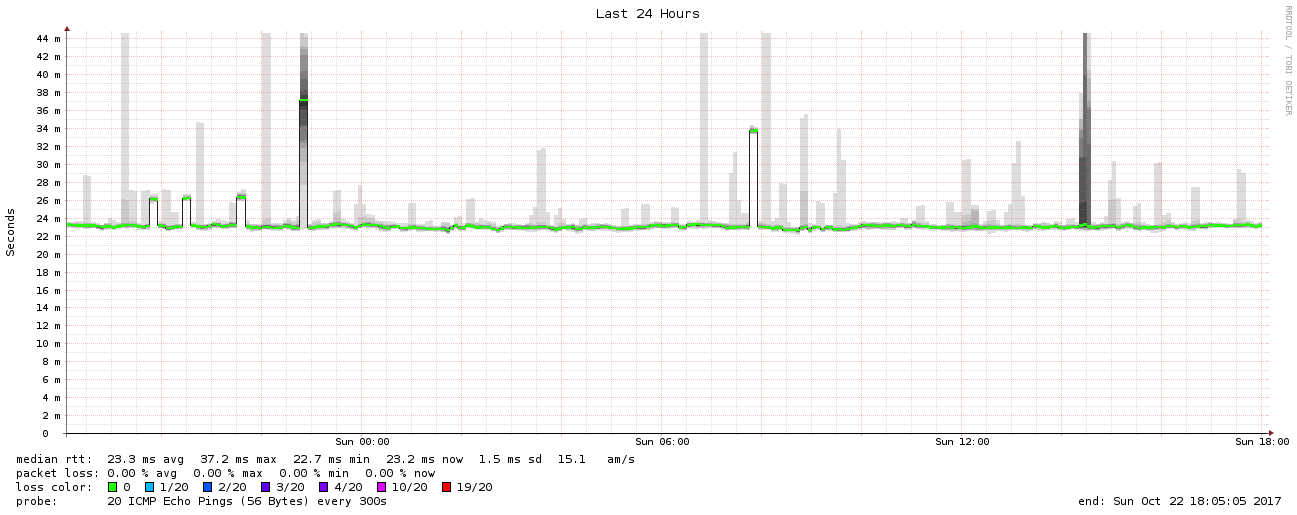 Last 24 Hours
RRDTOOL / TOBI OETIKER
Seconds
44 m
42 m
40 m
38 m
36 m
34 m
32 m
30 m
28 m
26 m
24 m
22 m
20 m
18 m
16 m
14 m
12 m
10 m
8 m
6 m
4 m
2 m
0
Sun 00:00 Sun 06:00 Sun 12:00 Sun 18:00
median rtt: 23.3 ms avg 37.2 ms max 22.7 ms min 23.2 ms now 1.5 ms sd 15.1 am/s
packet loss: 0.00 % avg 0.00 % max 0.00 % min 0.00 % now
loss color: 0 1/20 2/20 3/20 4/20 10/20 19/20
probe: 20 ICMP Echo Pings (56 Bytes) every 300s end: Sun Oct 22 18:05:05 2017